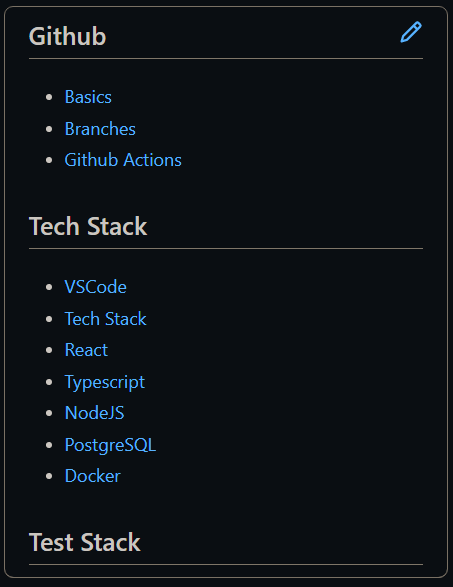 Github
Basics
Branches
Github Actions
Tech Stack
VSCode
Tech Stack
React
Typescript
NodeJS
PostgreSQL
Docker
Test Stack